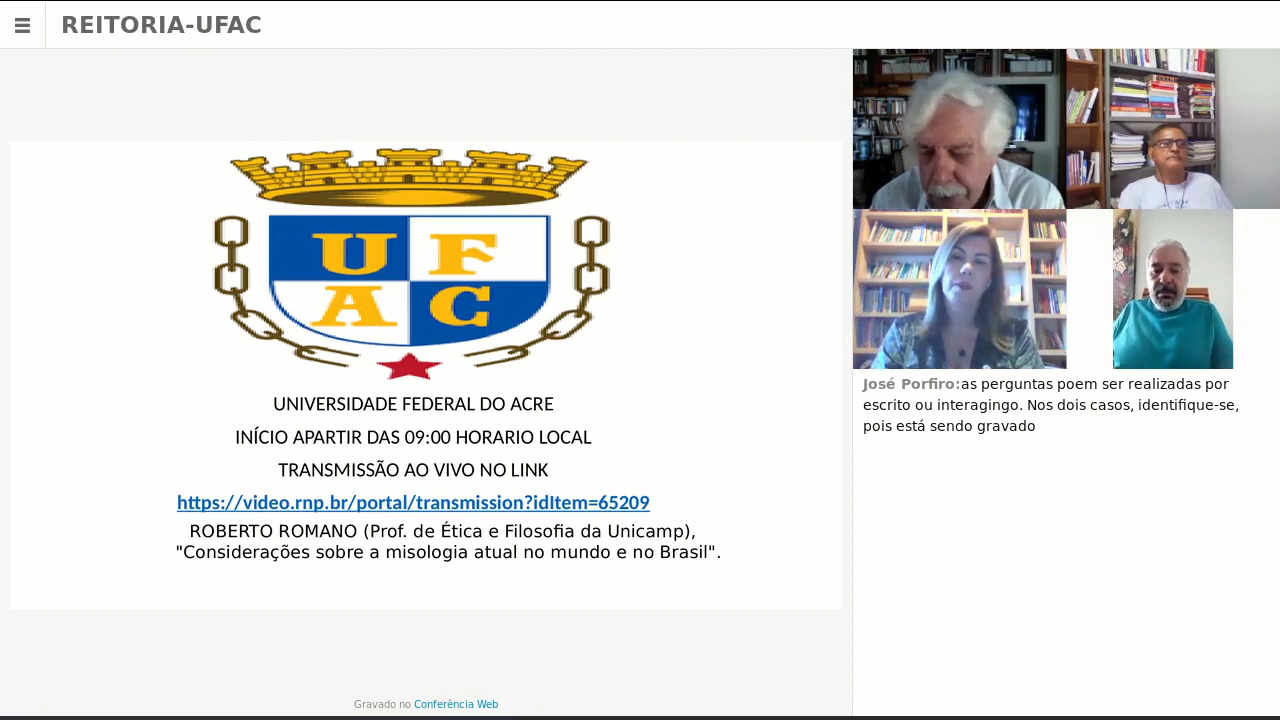 REITORIA-UFAC
U F
A C
UNIVERSIDADE FEDERAL DO ACRE
INÍCIO APARTIR DAS 09:00 HORARIO LOCAL
TRANSMISSÃO AO VIVO NO LINK
https://video.rnp.br/portal/transmission?idItem=65209
ROBERTO ROMANO (Prof. de Ética e Filosofia da Unicamp),
"Considerações sobre a misologia atual no mundo e no Brasil".
Gravado no Conferência Web
José Porfiro:as perguntas poem ser realizadas por
escrito ou interagingo. Nos dois casos, identifique-se,
pois está sendo gravado